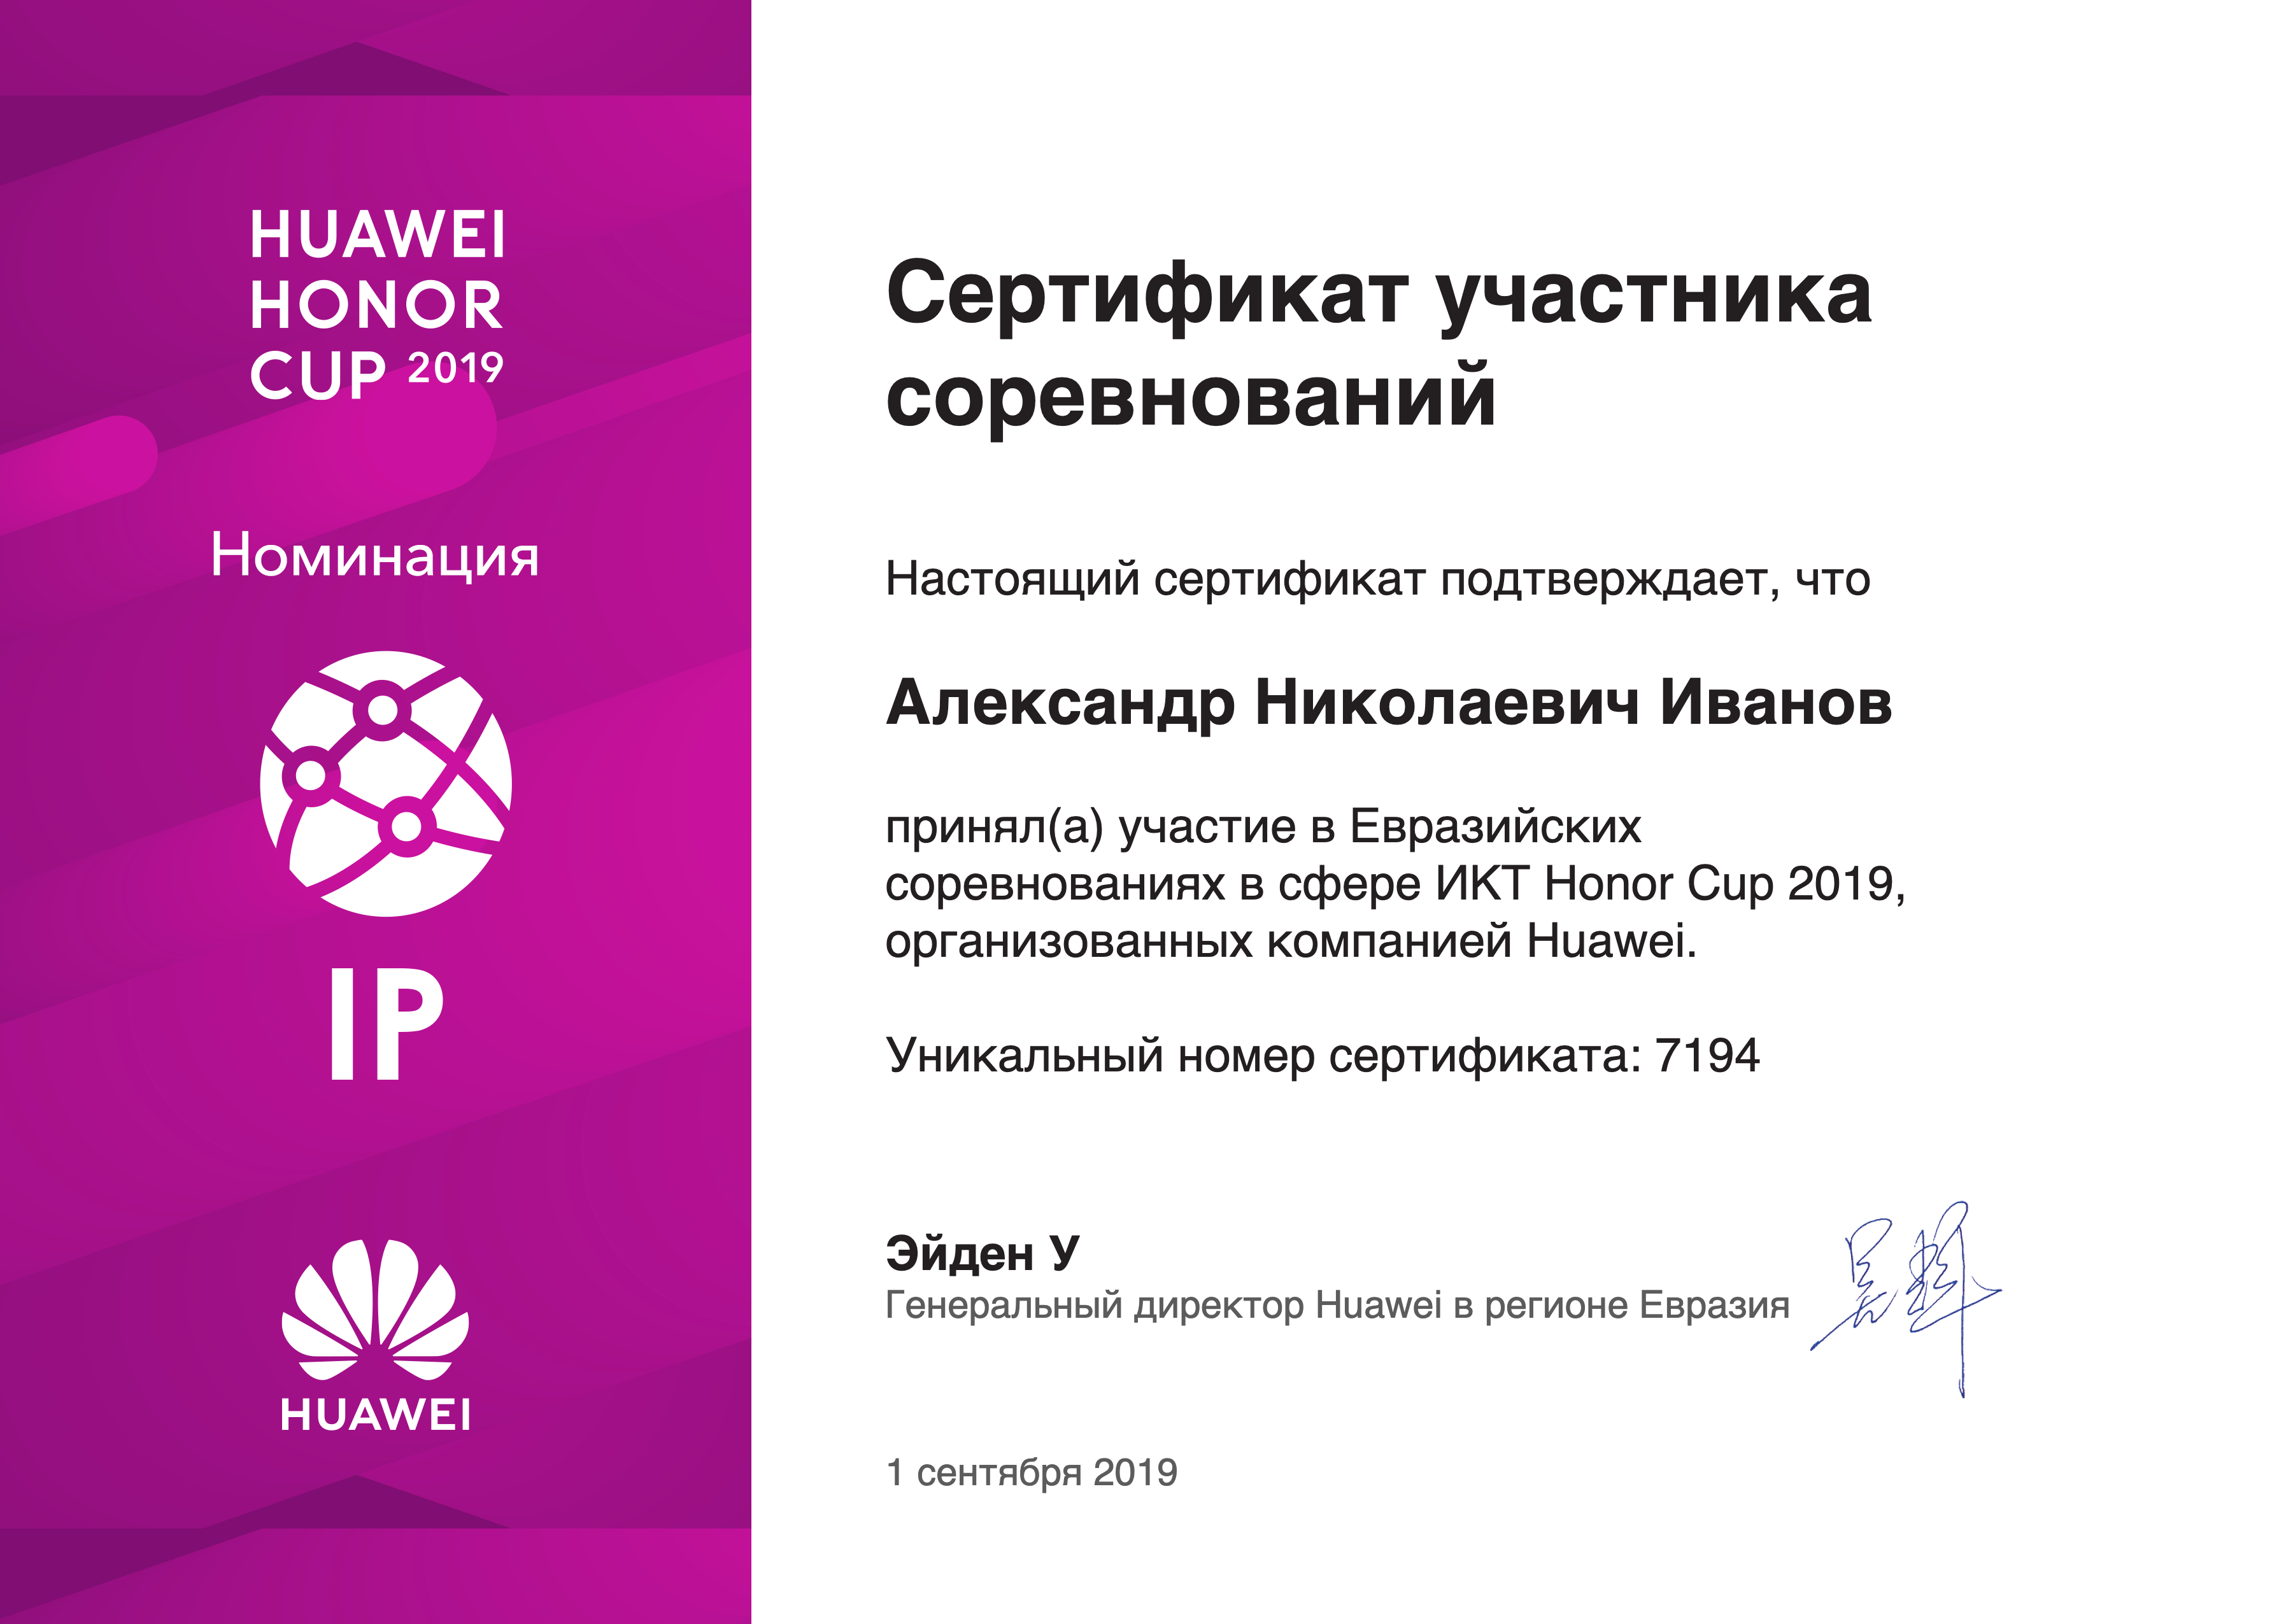 HUAWEI
HONOR
CUP 2019
Номинация
IP
HUAWEI
Сертификат участника
соревнований
Настоящий сертификат подтверждает, что
Александр Николаевич Иванов
принял(а) участие в Евразийских
соревнованиях в сфере ИКТ Honor Cup 2019,
организованных компанией Huawei.
Уникальный номер сертификата: 7194
Эйден У
Генеральный директор Huawei в регионе Евразия
1 сентября 2019